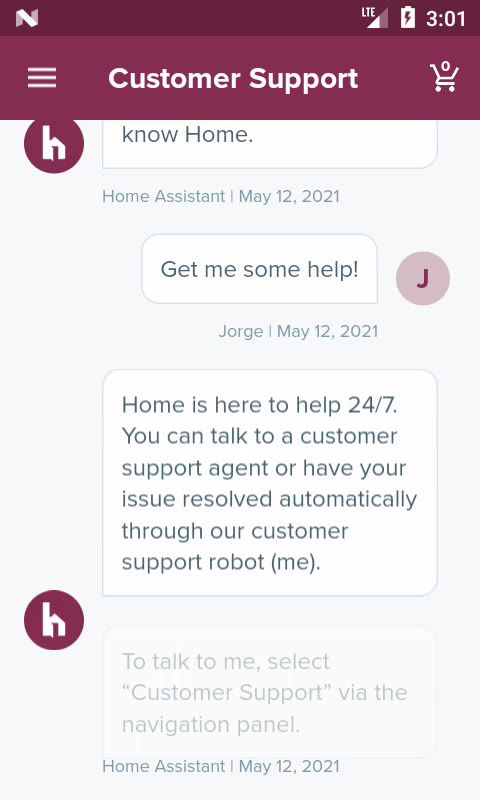 LTE 3:01
Customer Support
0
know Home.
h
Home Assistant | May 12, 2021
Get me some help!
J
Jorge | May 12, 2021
Home is here to help 24/7.
You can talk to a customer
support agent or have your
issue resolved automatically
through our customer
support robot (me).
h
To talk to me, select
“Customer Support” via the
navigation panel.
Home Assistant | May 12, 2021